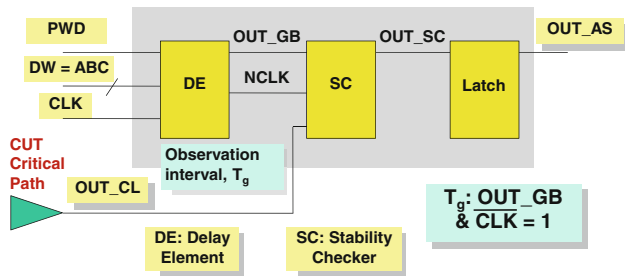 PWD
DW = ABC
CLK
OUT_GB
NCLK
OUT_SC
OUT_AS
DE
SC
Latch
CUT
Critical
Path
OUT_CL
Observation
interval, Tg
Tg: OUT_GB
& CLK = 1
DE: Delay
Element
SC: Stability
Checker